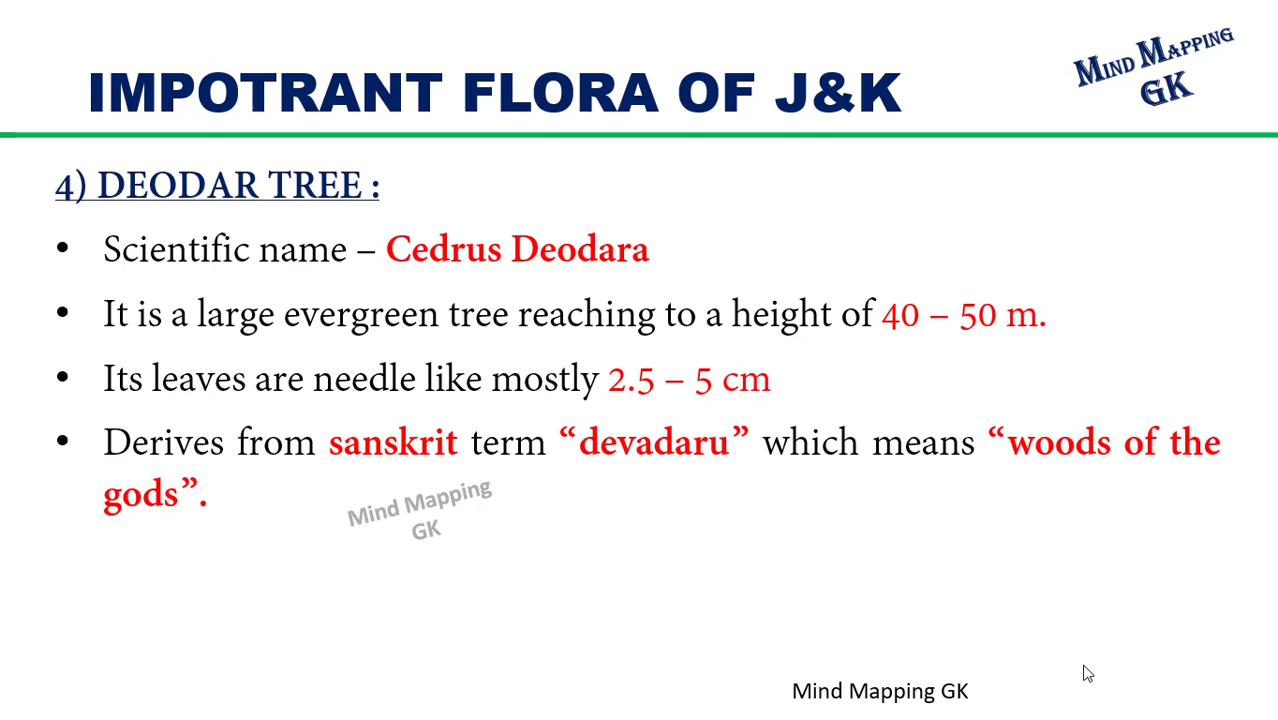 IMPOTRANT FLORA OF J&K
MIND MAPPING
GK
4) DEODAR TREE :
• Scientific name – Cedrus Deodara
• It is a large evergreen tree reaching to a height of 40 – 50 m.
• Its leaves are needle like mostly 2.5 – 5 cm
• Derives from sanskrit term “devadaru” which means “woods of the
gods”.
Mind Mapping
GK
Mind Mapping GK